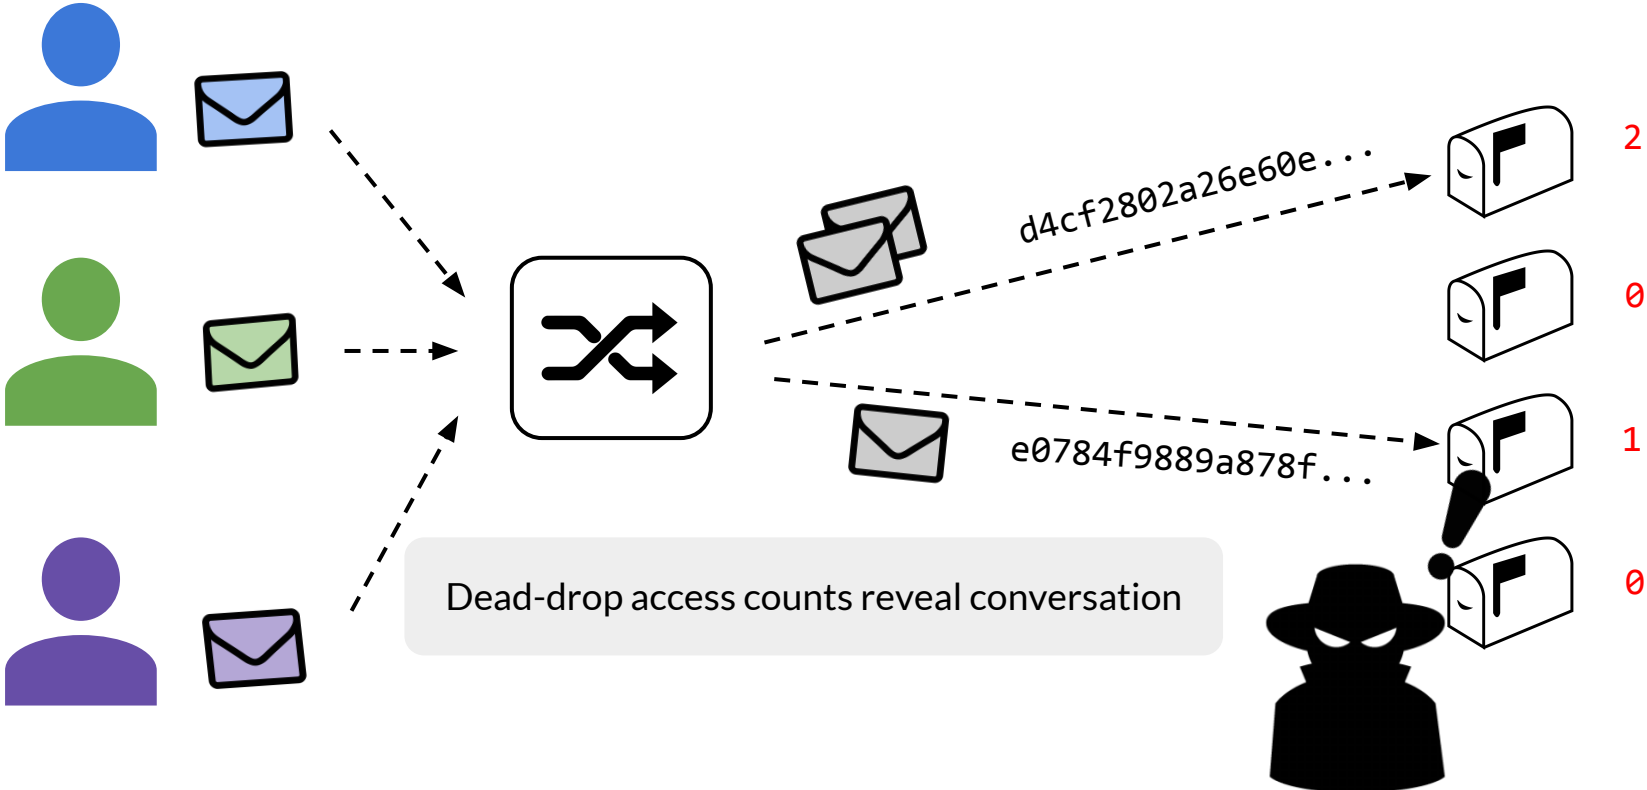 2
d4cf2802a26e60e...
0
1
e0784f9889a878f...
0
Dead-drop access counts reveal conversation